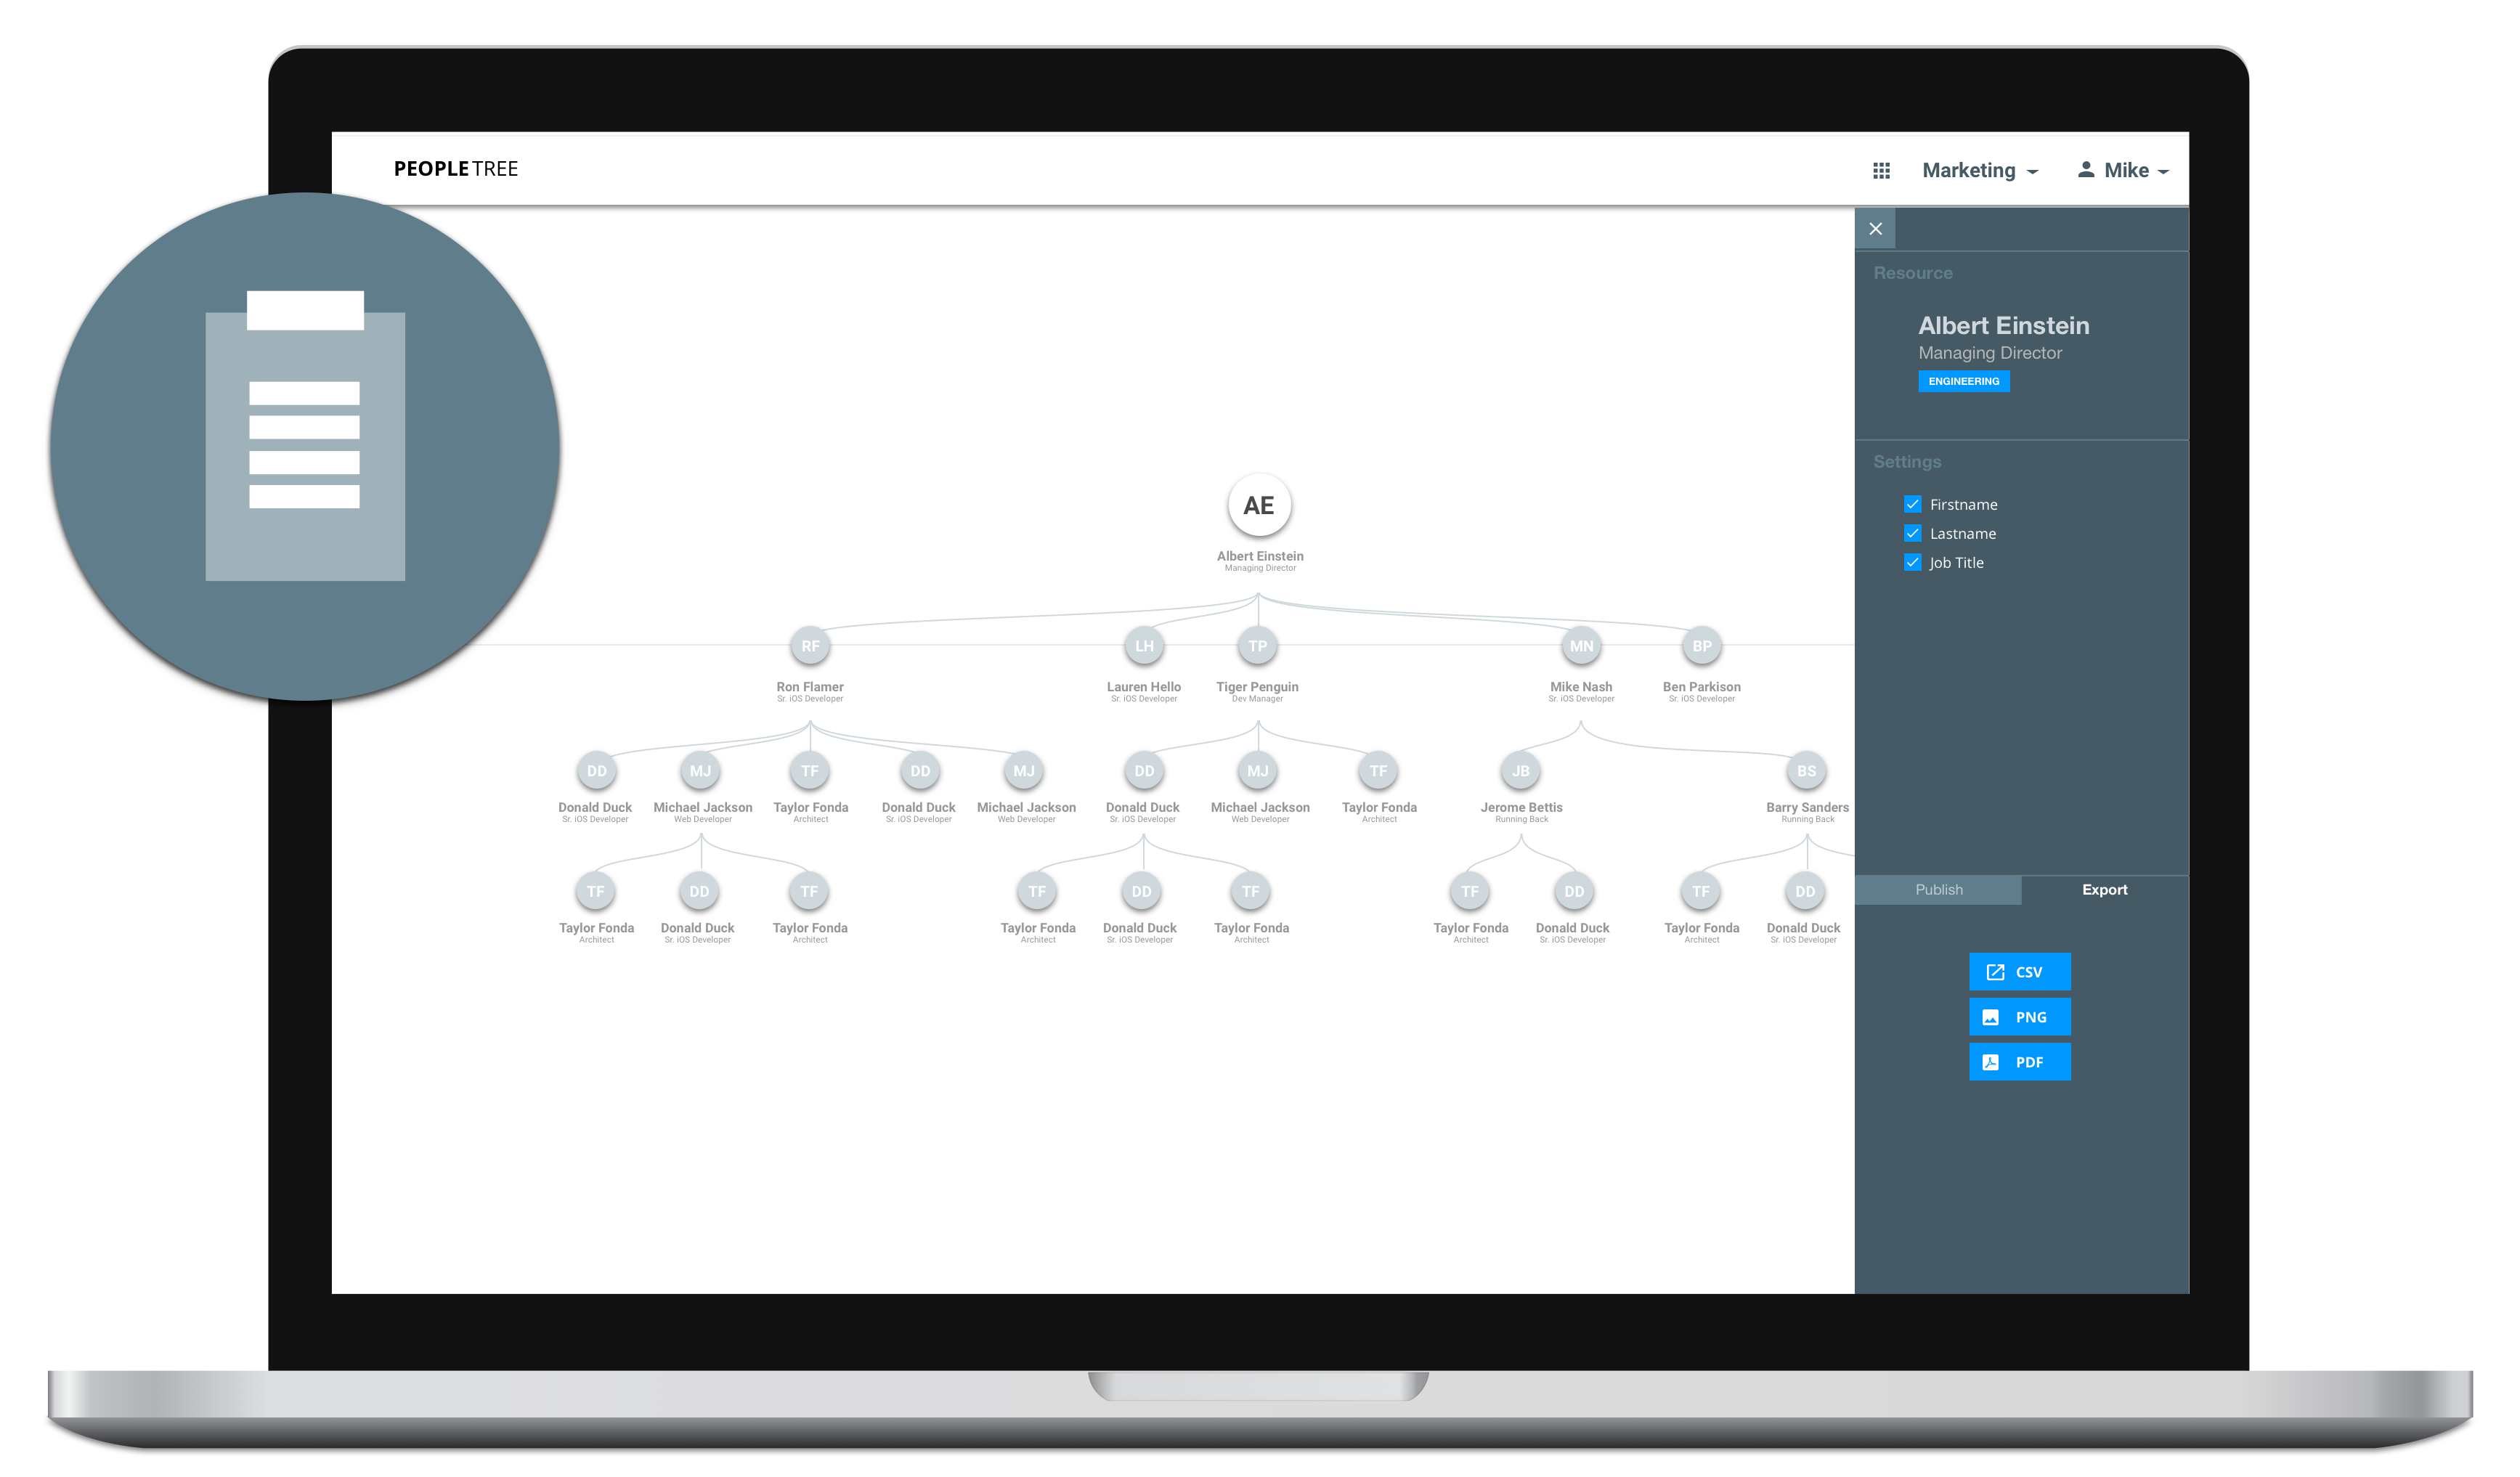 PEOPLETREE
Marketing
Mike
Resource
Albert Einstein
Managing Director
ENGINEERING
Settings
Firstname
Lastname
Job Title
AE
Albert Einstein
Managing Director
RF LH TP MN BP
Ron Flamer Lauren Hello Tiger Penguin Mike Nash Ben Parkison
Sr. iOS Developer Sr. iOS Developer Dev Manager Sr. iOS Developer Sr. iOS Developer
DD MJ TF DD MJ DD MJ TF JB BS
Donald Duck Michael Jackson Taylor Fonda Donald Duck Michael Jackson Donald Duck Michael Jackson Taylor Fonda Jerome Bettis Barry Sanders
Sr. iOS Developer Web Developer Architect Sr. iOS Developer Web Developer Sr. iOS Developer Web Developer Architect Running Back Running Back
TF DD TF TF DD TF TF DD TF DD
Taylor Fonda Donald Duck Taylor Fonda Taylor Fonda Donald Duck Taylor Fonda Taylor Fonda Donald Duck Taylor Fonda Donald Duck
Architect Sr. iOS Developer Architect Architect Sr. iOS Developer Architect Architect Sr. iOS Developer Architect Sr. iOS Developer
Publish Export
CSV
PNG
PDF